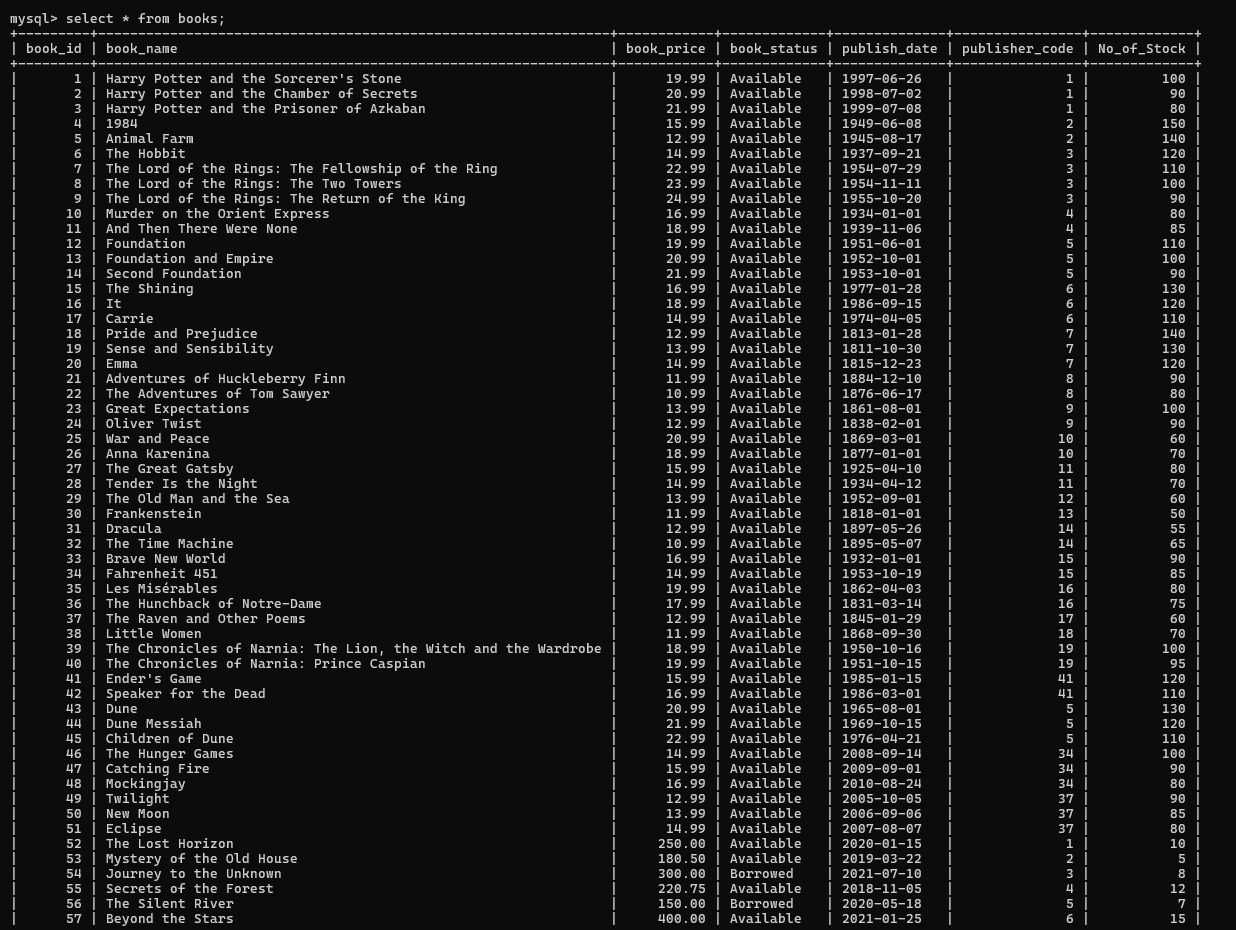 mysql> select * from books;
+---------+---------------------------------------------------------------+------------+-------------+--------------+----------------+-------------+
| book_id | book_name                                                     | book_price | book_status | publish_date | publisher_code | No_of_Stock |
+---------+---------------------------------------------------------------+------------+-------------+--------------+----------------+-------------+
| 1 | Harry Potter and the Sorcerer's Stone | 19.99 | Available | 1997-06-26 | 1 | 100 |
| 2 | Harry Potter and the Chamber of Secrets | 20.99 | Available | 1998-07-02 | 1 | 90 |
| 3 | Harry Potter and the Prisoner of Azkaban | 21.99 | Available | 1999-07-08 | 1 | 80 |
| 4 | 1984 | 15.99 | Available | 1949-06-08 | 2 | 150 |
| 5 | Animal Farm | 12.99 | Available | 1945-08-17 | 2 | 140 |
| 6 | The Hobbit | 14.99 | Available | 1937-09-21 | 3 | 120 |
| 7 | The Lord of the Rings: The Fellowship of the Ring | 22.99 | Available | 1954-07-29 | 3 | 110 |
| 8 | The Lord of the Rings: The Two Towers | 23.99 | Available | 1954-11-11 | 3 | 100 |
| 9 | The Lord of the Rings: The Return of the King | 24.99 | Available | 1955-10-20 | 3 | 90 |
| 10 | Murder on the Orient Express | 16.99 | Available | 1934-01-01 | 4 | 80 |
| 11 | And Then There Were None | 18.99 | Available | 1939-11-06 | 4 | 85 |
| 12 | Foundation | 19.99 | Available | 1951-06-01 | 5 | 110 |
| 13 | Foundation and Empire | 20.99 | Available | 1952-10-01 | 5 | 100 |
| 14 | Second Foundation | 21.99 | Available | 1953-10-01 | 5 | 90 |
| 15 | The Shining | 16.99 | Available | 1977-01-28 | 6 | 130 |
| 16 | It | 18.99 | Available | 1986-09-15 | 6 | 120 |
| 17 | Carrie | 14.99 | Available | 1974-04-05 | 6 | 110 |
| 18 | Pride and Prejudice | 12.99 | Available | 1813-01-28 | 7 | 140 |
| 19 | Sense and Sensibility | 13.99 | Available | 1811-10-30 | 7 | 130 |
| 20 | Emma | 14.99 | Available | 1815-12-23 | 7 | 120 |
| 21 | Adventures of Huckleberry Finn | 11.99 | Available | 1884-12-10 | 8 | 90 |
| 22 | The Adventures of Tom Sawyer | 10.99 | Available | 1876-06-17 | 8 | 80 |
| 23 | Great Expectations | 13.99 | Available | 1861-08-01 | 9 | 100 |
| 24 | Oliver Twist | 12.99 | Available | 1838-02-01 | 9 | 90 |
| 25 | War and Peace | 20.99 | Available | 1869-03-01 | 10 | 60 |
| 26 | Anna Karenina | 18.99 | Available | 1877-01-01 | 10 | 70 |
| 27 | The Great Gatsby | 15.99 | Available | 1925-04-10 | 11 | 80 |
| 28 | Tender Is the Night | 14.99 | Available | 1934-04-12 | 11 | 70 |
| 29 | The Old Man and the Sea | 13.99 | Available | 1952-09-01 | 12 | 60 |
| 30 | Frankenstein | 11.99 | Available | 1818-01-01 | 13 | 50 |
| 31 | Dracula | 12.99 | Available | 1897-05-26 | 14 | 55 |
| 32 | The Time Machine | 10.99 | Available | 1895-05-07 | 14 | 65 |
| 33 | Brave New World | 16.99 | Available | 1932-01-01 | 15 | 90 |
| 34 | Fahrenheit 451 | 14.99 | Available | 1953-10-19 | 15 | 85 |
| 35 | Les Misérables | 19.99 | Available | 1862-04-03 | 16 | 80 |
| 36 | The Hunchback of Notre-Dame | 17.99 | Available | 1831-03-14 | 16 | 75 |
| 37 | The Raven and Other Poems | 12.99 | Available | 1845-01-29 | 17 | 60 |
| 38 | Little Women | 11.99 | Available | 1868-09-30 | 18 | 70 |
| 39 | The Chronicles of Narnia: The Lion, the Witch and the Wardrobe | 18.99 | Available | 1950-10-16 | 19 | 100 |
| 40 | The Chronicles of Narnia: Prince Caspian | 19.99 | Available | 1951-10-15 | 19 | 95 |
| 41 | Ender's Game | 15.99 | Available | 1985-01-15 | 41 | 120 |
| 42 | Speaker for the Dead | 16.99 | Available | 1986-03-01 | 41 | 110 |
| 43 | Dune | 20.99 | Available | 1965-08-01 | 5 | 130 |
| 44 | Dune Messiah | 21.99 | Available | 1969-10-15 | 5 | 120 |
| 45 | Children of Dune | 22.99 | Available | 1976-04-21 | 5 | 110 |
| 46 | The Hunger Games | 14.99 | Available | 2008-09-14 | 34 | 100 |
| 47 | Catching Fire | 15.99 | Available | 2009-09-01 | 34 | 90 |
| 48 | Mockingjay | 16.99 | Available | 2010-08-24 | 34 | 80 |
| 49 | Twilight | 12.99 | Available | 2005-10-05 | 37 | 90 |
| 50 | New Moon | 13.99 | Available | 2006-09-06 | 37 | 85 |
| 51 | Eclipse | 14.99 | Available | 2007-08-07 | 37 | 80 |
| 52 | The Lost Horizon | 250.00 | Available | 2020-01-15 | 1 | 10 |
| 53 | Mystery of the Old House | 180.50 | Available | 2019-03-22 | 2 | 5 |
| 54 | Journey to the Unknown | 300.00 | Borrowed | 2021-07-10 | 3 | 8 |
| 55 | Secrets of the Forest | 220.75 | Available | 2018-11-05 | 4 | 12 |
| 56 | The Silent River | 150.00 | Borrowed | 2020-05-18 | 5 | 7 |
| 57 | Beyond the Stars | 400.00 | Available | 2021-01-25 | 6 | 15 |